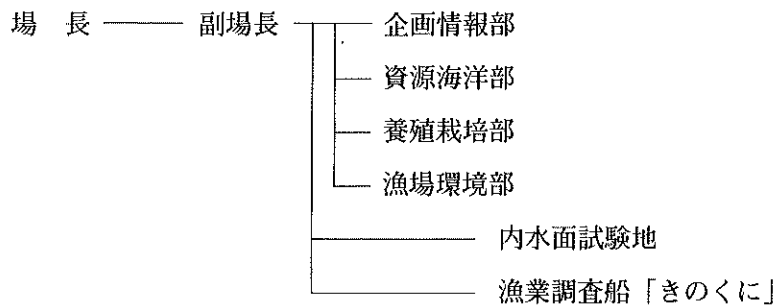 場　長　副場長　企画情報部
資源海洋部
養殖栽培部
漁場環境部
内水面試験地
漁業調査船「きのくに」